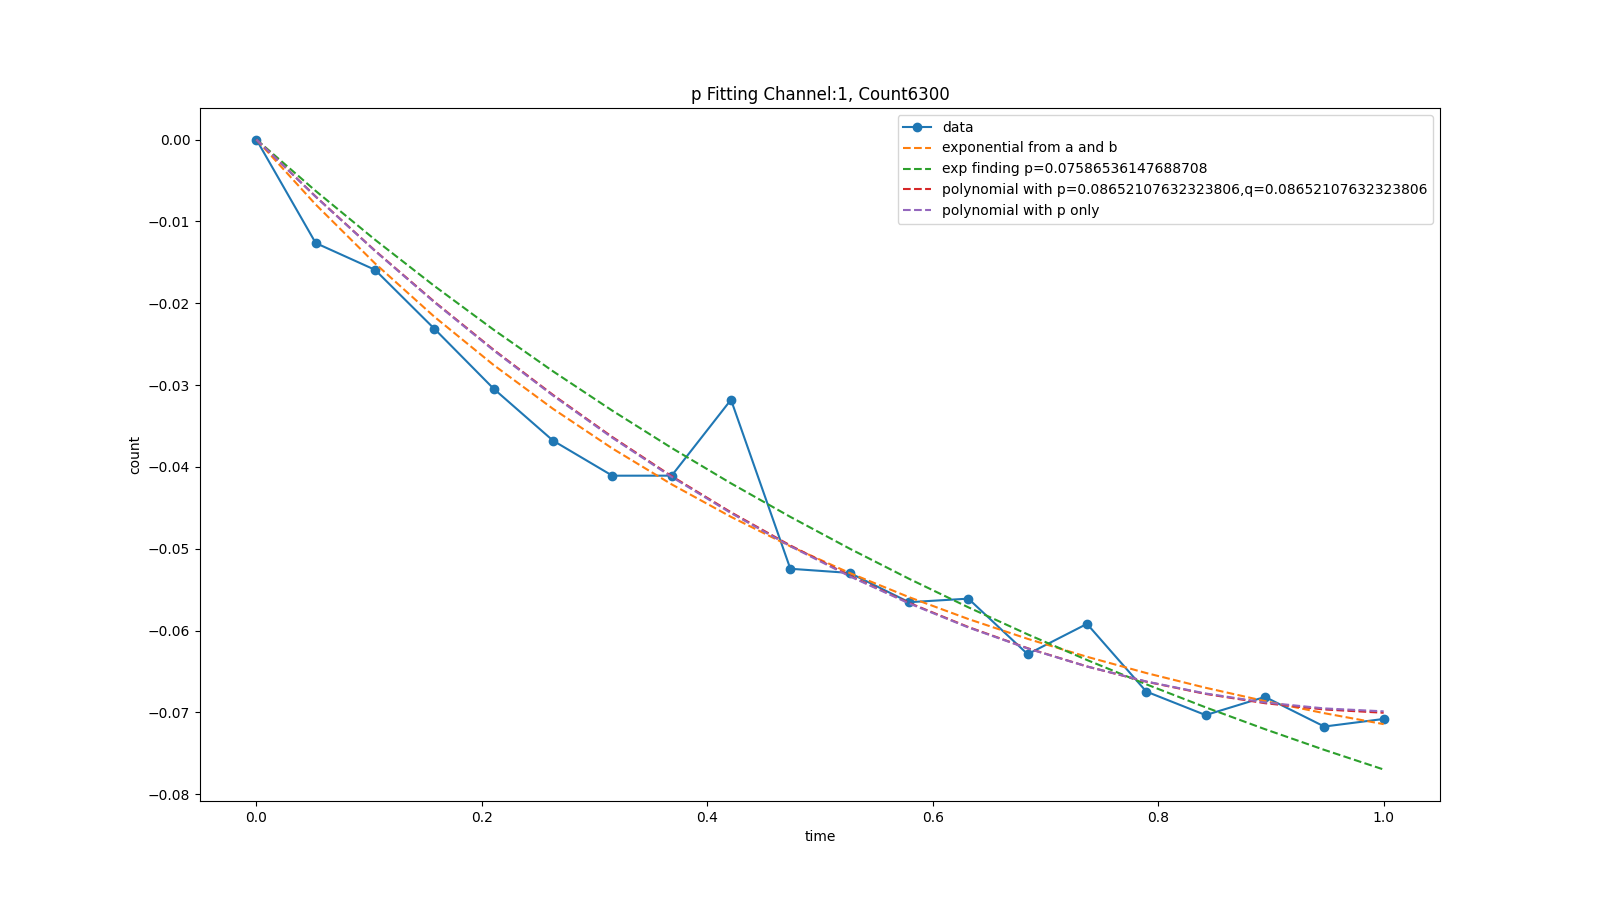 p Fitting Channel:1, Count6300
data
exponential from a and b
exp finding p=0.07586536147688708
polynomial with p=0.08652107632323806,q=0.08652107632323806
polynomial with p only
count
0.00
−0.01
−0.02
−0.03
−0.04
−0.05
−0.06
−0.07
−0.08
0.0 0.2 0.4 0.6 0.8 1.0
time